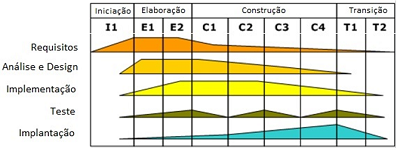 Iniciação Elaboração Construção Transição
I1 E1 E2 C1 C2 C3 C4 T1 T2
Requisitos
Análise e Design
Implementação
Teste
Implantação